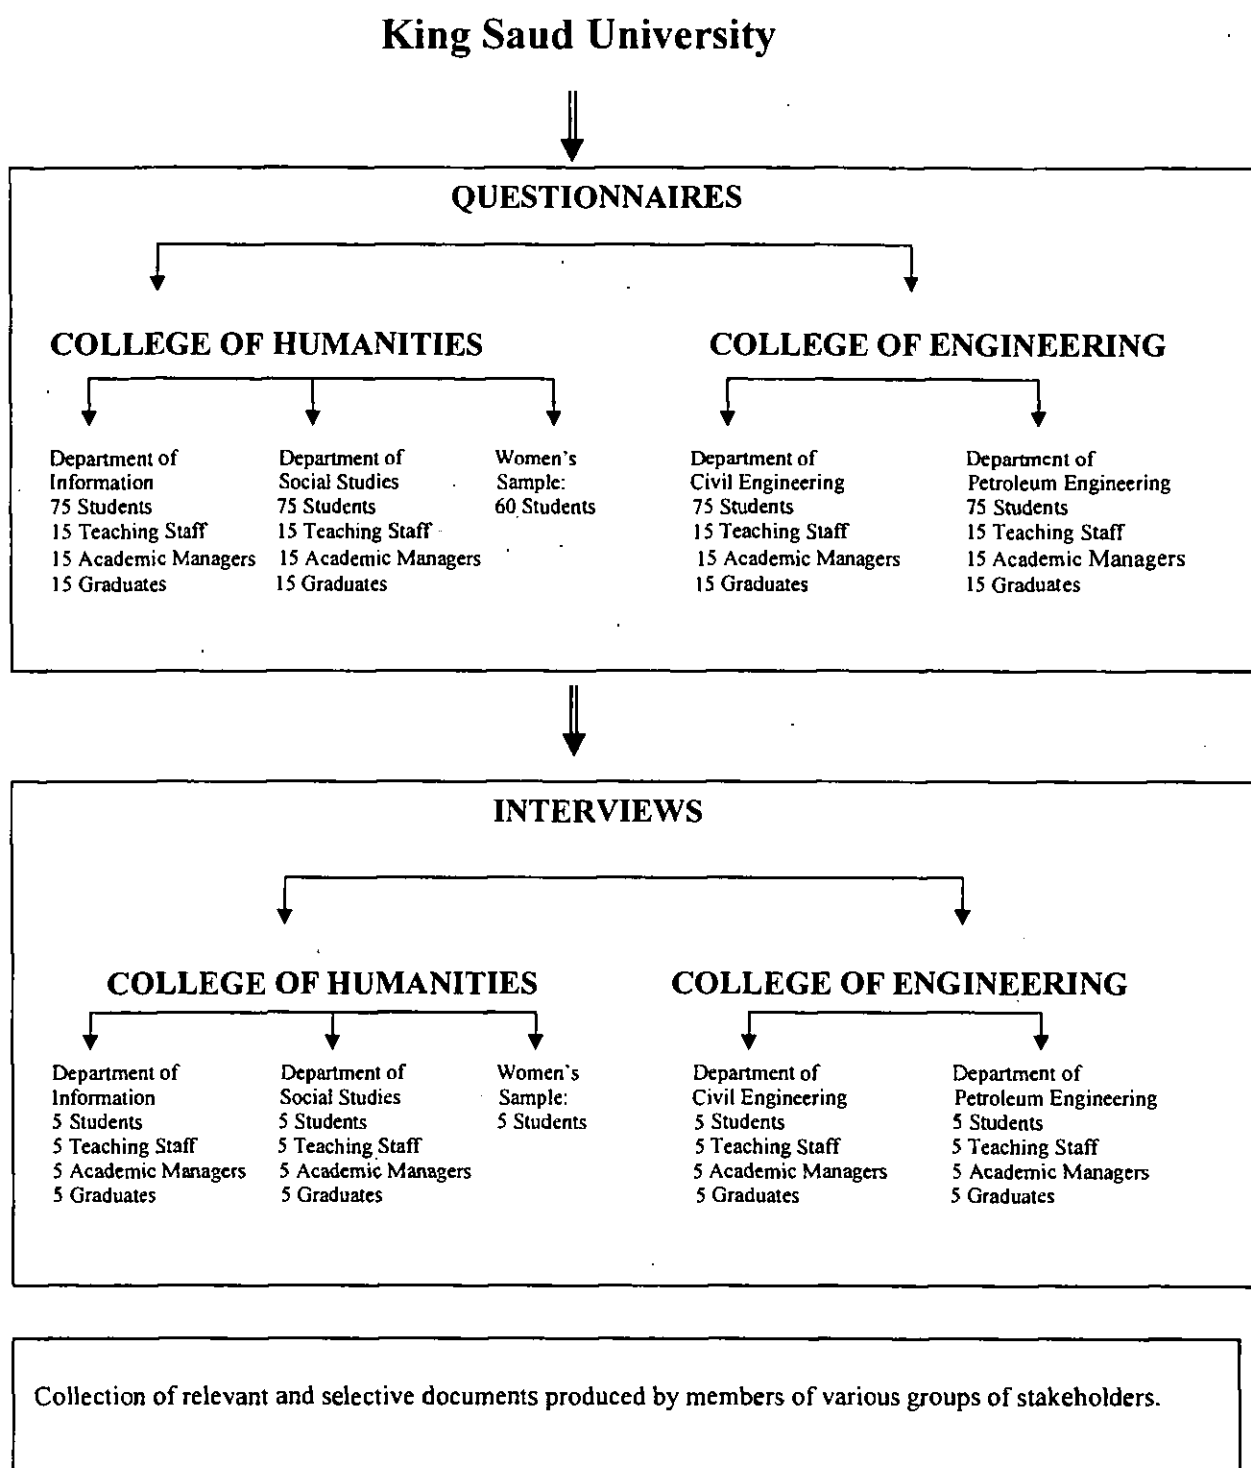 King Saud University
QUESTIONNAIRES
COLLEGE OF HUMANITIES
COLLEGE OF ENGINEERING
Department of
Information
75 Students
15 Teaching Staff
15 Academic Managers
15 Graduates
Department of
Social Studies
75 Students
15 Teaching Staff
15 Academic Managers
15 Graduates
Women's
Sample:
60 Students
Department of
Civil Engineering
75 Students
15 Teaching Staff
15 Academic Managers
15 Graduates
Department of
Petroleum Engineering
75 Students
15 Teaching Staff
15 Academic Managers
15 Graduates
INTERVIEWS
COLLEGE OF HUMANITIES
COLLEGE OF ENGINEERING
Department of
Information
5 Students
5 Teaching Staff
5 Academic Managers
5 Graduates
Department of
Social Studies
5 Students
5 Teaching Staff
5 Academic Managers
5 Graduates
Women's
Sample:
5 Students
Department of
Civil Engineering
5 Students
5 Teaching Staff
5 Academic Managers
5 Graduates
Department of
Petroleum Engineering
5 Students
5 Teaching Staff
5 Academic Managers
5 Graduates
Collection of relevant and selective documents produced by members of various groups of stakeholders.